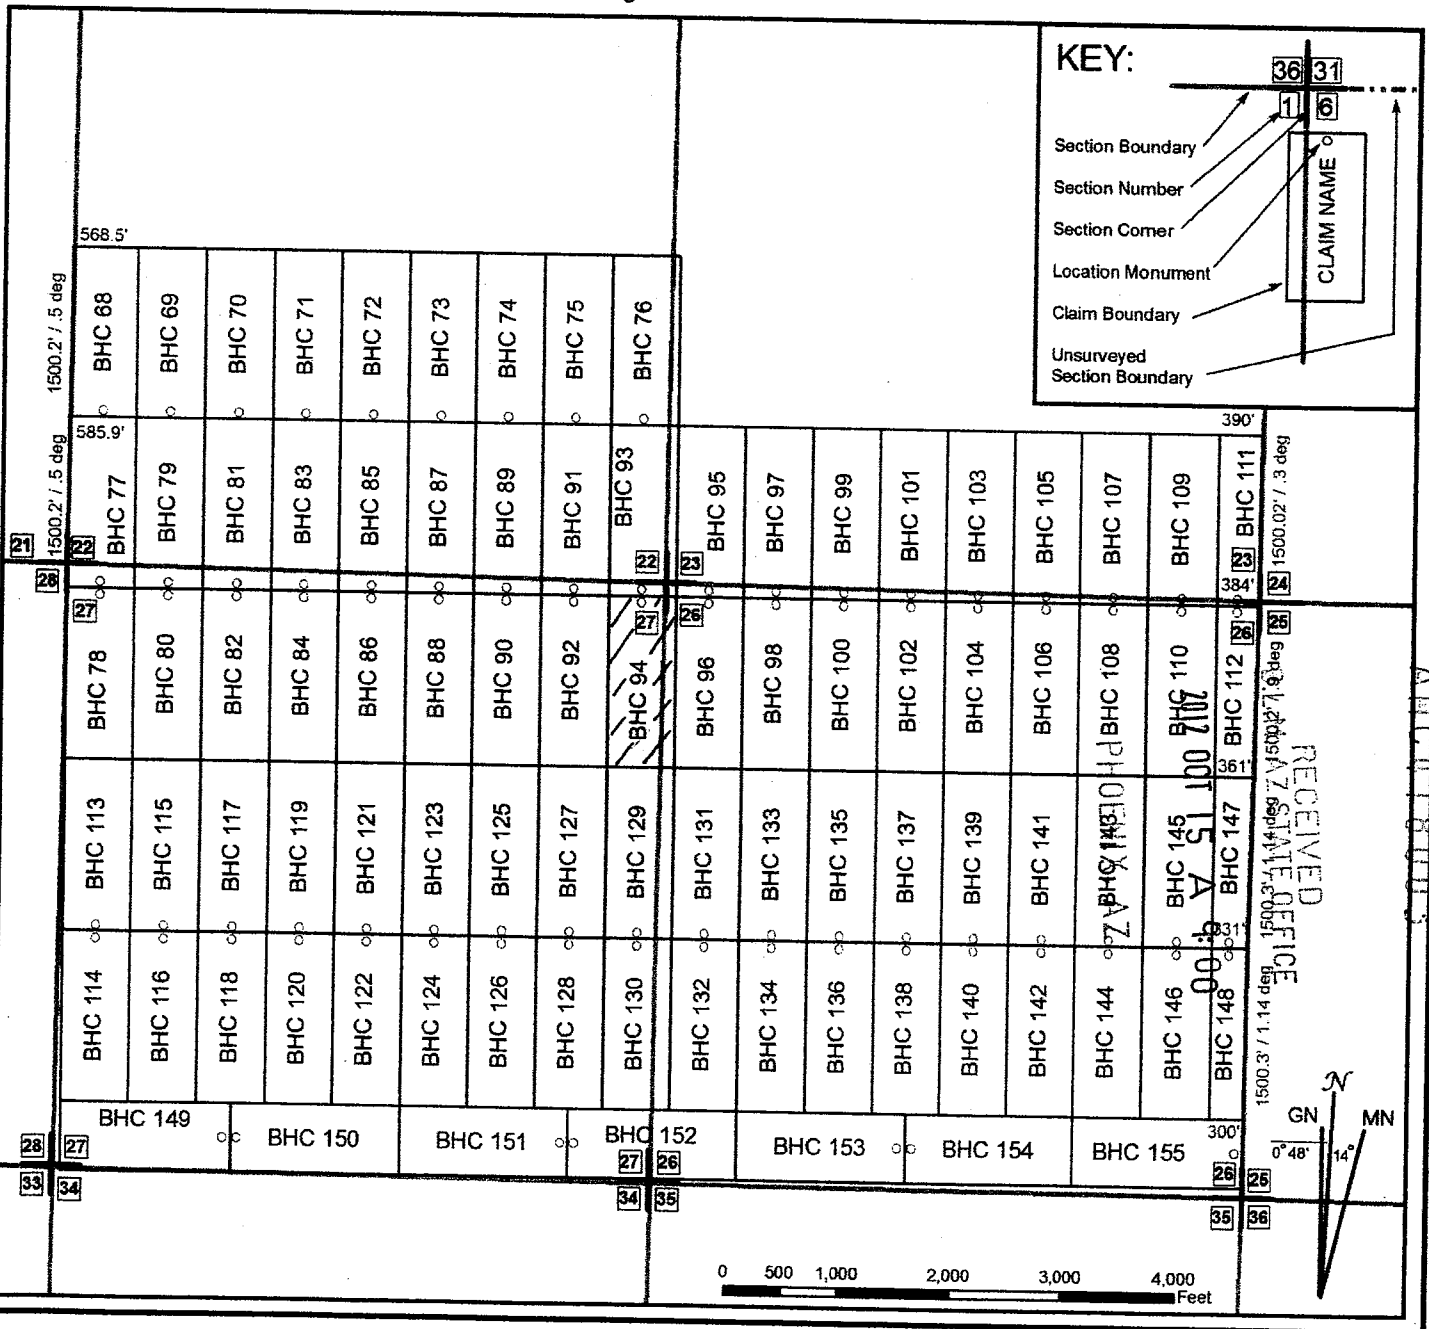 KEY:
36 31
1 6
Section Boundary
Section Number
Section Corner
Location Monument
Claim Boundary
Unsurveyed
Section Boundary
CLAIM NAME
568.5'
1500.2' / .5 deg
BHC 68
BHC 69
BHC 70
BHC 71
BHC 72
BHC 73
BHC 74
BHC 75
BHC 76
585.9'
390'
1500.2' / .5 deg
BHC 77
BHC 79
BHC 81
BHC 83
BHC 85
BHC 87
BHC 89
BHC 91
BHC 93
BHC 95
BHC 97
BHC 99
BHC 101
BHC 103
BHC 105
BHC 107
BHC 109
BHC 111
1500.02' / .3 deg
21 22
22 23
23 24
28 27
27 26
384'
26 25
BHC 78
BHC 80
BHC 82
BHC 84
BHC 86
BHC 88
BHC 90
BHC 92
BHC 94
BHC 96
BHC 98
BHC 100
BHC 102
BHC 104
BHC 106
BHC 108
BHC 110
BHC 112
361'
BHC 113
BHC 115
BHC 117
BHC 119
BHC 121
BHC 123
BHC 125
BHC 127
BHC 129
BHC 131
BHC 133
BHC 135
BHC 137
BHC 139
BHC 141
BHC 143
BHC 145
BHC 147
1500.3' / 1.14 deg
331'
BHC 114
BHC 116
BHC 118
BHC 120
BHC 122
BHC 124
BHC 126
BHC 128
BHC 130
BHC 132
BHC 134
BHC 136
BHC 138
BHC 140
BHC 142
BHC 144
BHC 146
BHC 148
1500.3' / 1.14 deg
RECEIVED
AZ STATE OFFICE
2012 OCT 15 A 9:00
PHOENIX, AZ
BHC 149
BHC 150
BHC 151
BHC 152
BHC 153
BHC 154
BHC 155
300'
28 27
27 26
26 25
33 34
34 35
35 36
N
GN MN
0°48' 14°
0 500 1,000 2,000 3,000 4,000
Feet